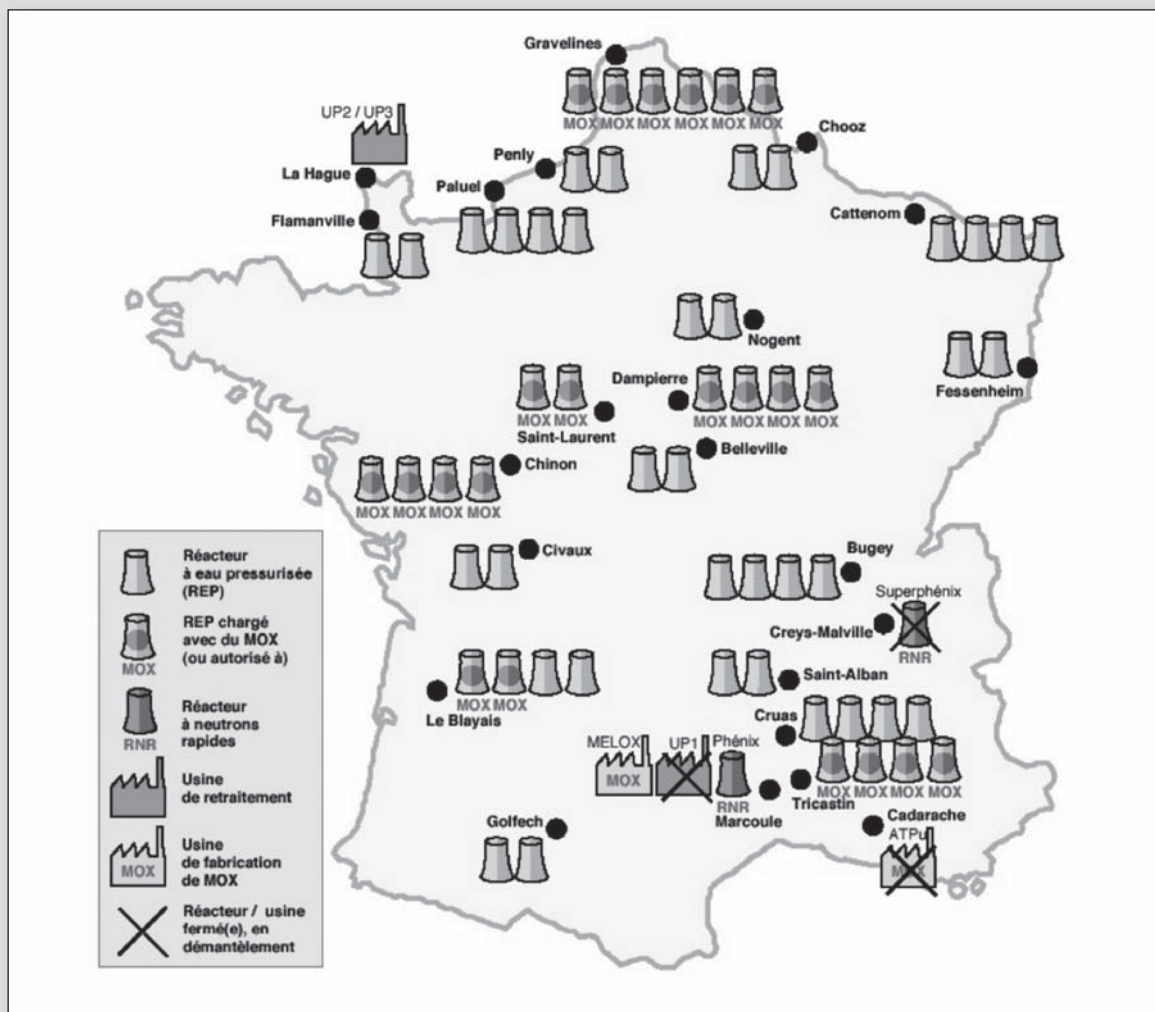 Gravelines
MOX MOX MOX MOX MOX MOX
UP2 / UP3
Chooz
Penly
La Hague
Paluel
Flamanville
Cattenom
Nogent
Fessenheim
Dampierre
MOX MOX
MOX MOX MOX MOX
Saint-Laurent
Belleville
Chinon
MOX MOX MOX MOX
Civaux
Bugey
Superphénix
Creys-Malville
RNR
Saint-Alban
MOX MOX
Le Blayais
Cruas
MELOX
UP1
Phénix
MOX
RNR
Marcoule
MOX MOX MOX MOX
Tricastin
Cadarache
ATPu
MOX
Golfech
Réacteur
à eau pressurisée
(REP)
REP chargé
avec du MOX
(ou autorisé à)
MOX
Réacteur
à neutrons
rapides
RNR
Usine
de retraitement
Usine
de fabrication
de MOX
MOX
Réacteur / usine
fermé(e), en
démantèlement